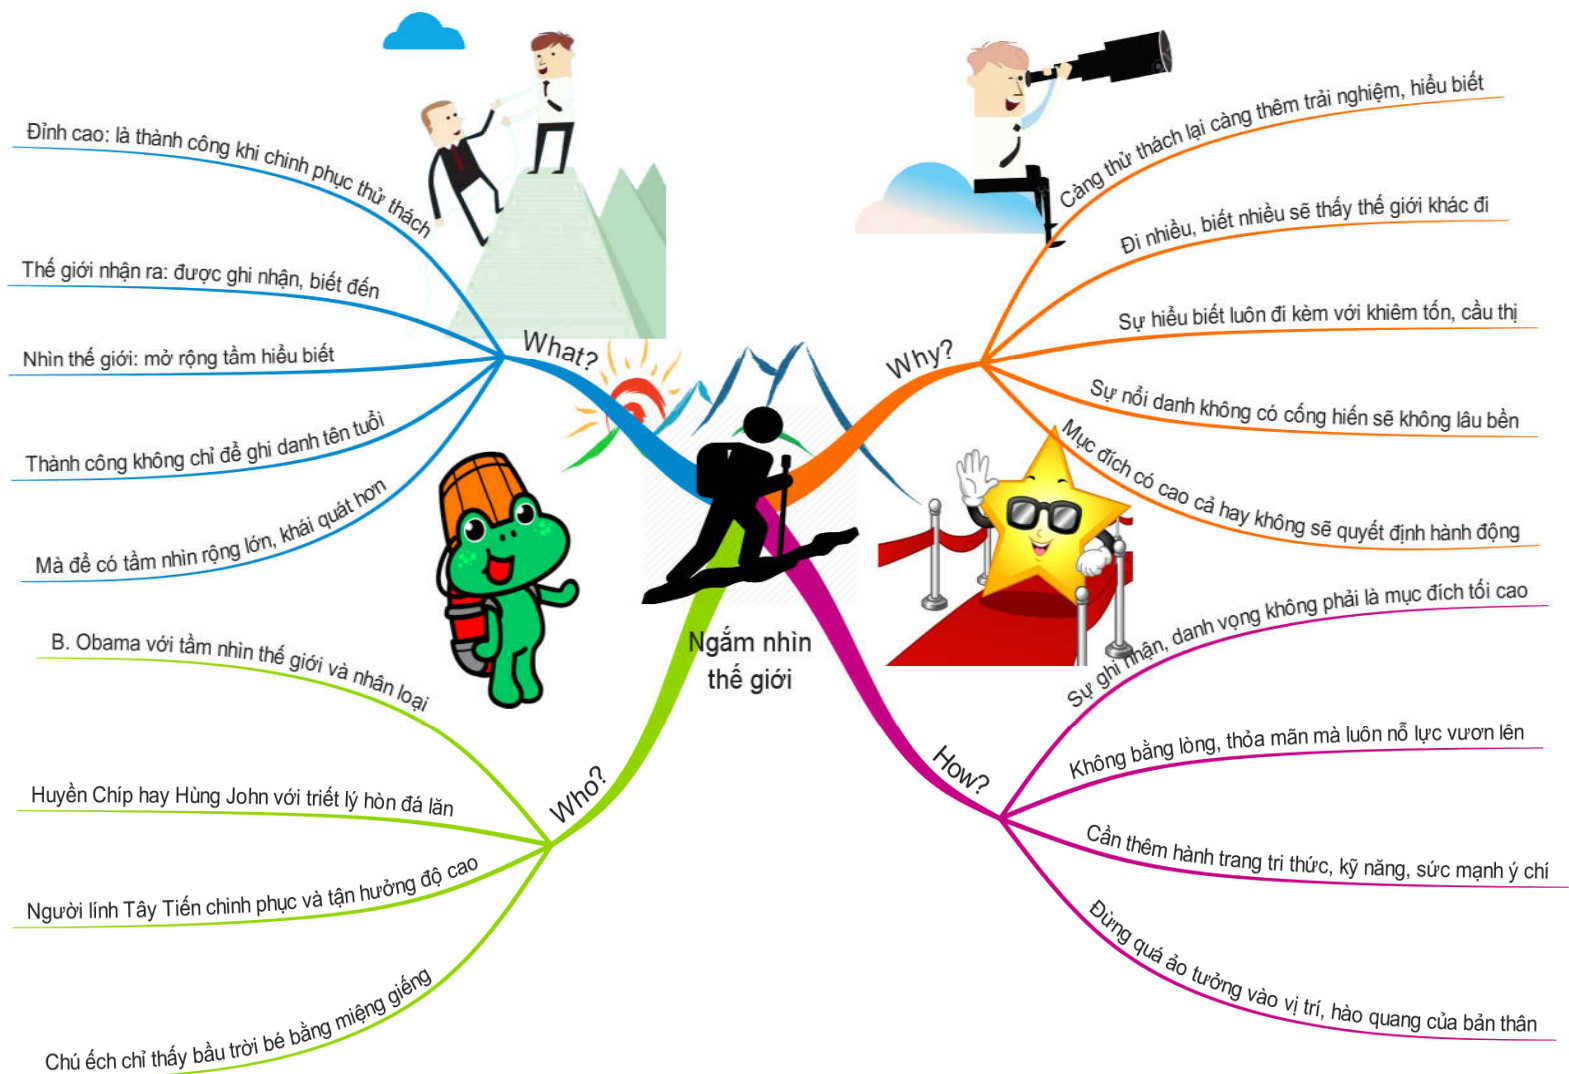 Ngắm nhìn
thế giới
What?
Đỉnh cao: là thành công khi chinh phục thử thách
Thế giới nhận ra: được ghi nhận, biết đến
Nhìn thế giới: mở rộng tầm hiểu biết
Thành công không chỉ để ghi danh tên tuổi
Mà để có tầm nhìn rộng lớn, khái quát hơn
Why?
Càng thử thách lại càng thêm trải nghiệm, hiểu biết
Đi nhiều, biết nhiều sẽ thấy thế giới khác đi
Sự hiểu biết luôn đi kèm với khiêm tốn, cầu thị
Sự nổi danh không có cống hiến sẽ không lâu bền
Mục đích có cao cả hay không sẽ quyết định hành động
Who?
B. Obama với tầm nhìn thế giới và nhân loại
Huyền Chíp hay Hùng John với triết lý hòn đá lăn
Người lính Tây Tiến chinh phục và tận hưởng độ cao
Chú ếch chỉ thấy bầu trời bé bằng miệng giếng
How?
Sự ghi nhận, danh vọng không phải là mục đích tối cao
Không bằng lòng, thỏa mãn mà luôn nỗ lực vươn lên
Cần thêm hành trang tri thức, kỹ năng, sức mạnh ý chí
Đừng quá ảo tưởng vào vị trí, hào quang của bản thân